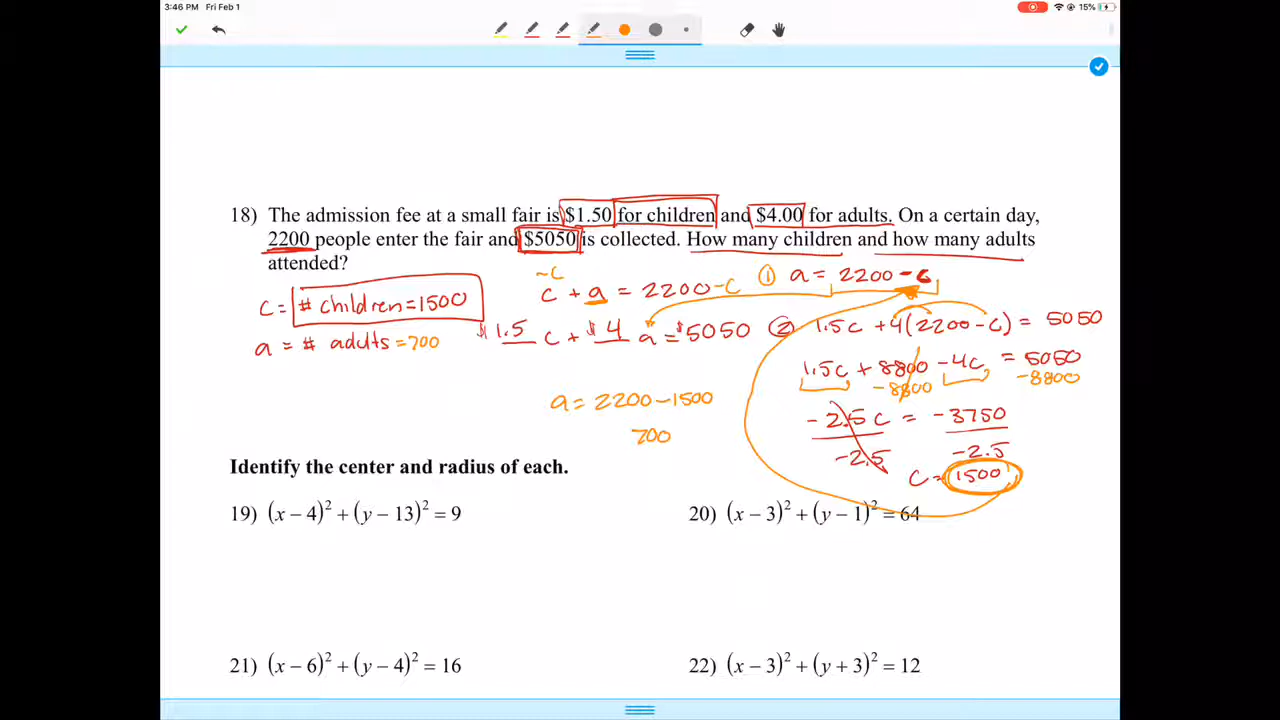 3:46 PM Fri Feb 1
15%
18) The admission fee at a small fair is $1.50 for children and $4.00 for adults. On a certain day,
2200 people enter the fair and $5050 is collected. How many children and how many adults
attended?
-C
C + a = 2200 -C
① a = 2200 - C
C = # children = 1500
$1.5 C + $4 a = $5050
② 1.5C + 4(2200 - C) = 5050
a = # adults = 700
1.5C + 8800 - 4C = 5050
-8800 -8800
a = 2200 - 1500
-2.5C = -3750
700
-2.5 -2.5
C = 1500
Identify the center and radius of each.
19) (x − 4)² + (y − 13)² = 9
20) (x − 3)² + (y − 1)² = 64
21) (x − 6)² + (y − 4)² = 16
22) (x − 3)² + (y + 3)² = 12